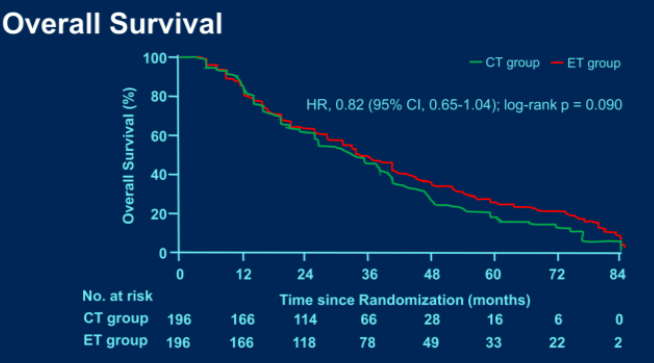 Overall Survival
CT group ET group
HR, 0.82 (95% CI, 0.65-1.04); log-rank p = 0.090
Overall Survival (%)
100
80
60
40
20
0
0 12 24 36 48 60 72 84
Time since Randomization (months)
No. at risk
CT group 196 166 114 66 28 16 6 0
ET group 196 166 118 78 49 33 22 2